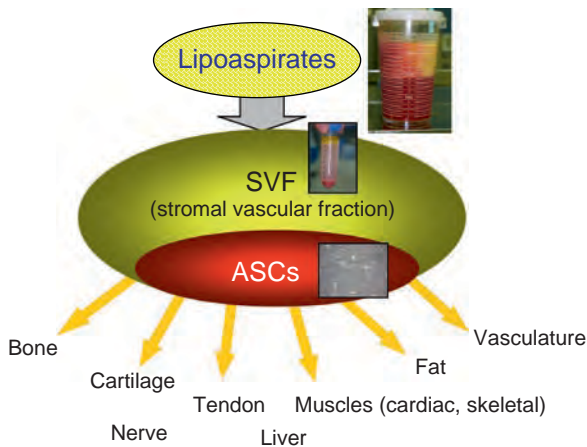 Lipoaspirates
SVF
(stromal vascular fraction)
ASCs
Bone
Vasculature
Fat
Cartilage
Tendon
Muscles (cardiac, skeletal)
Nerve
Liver